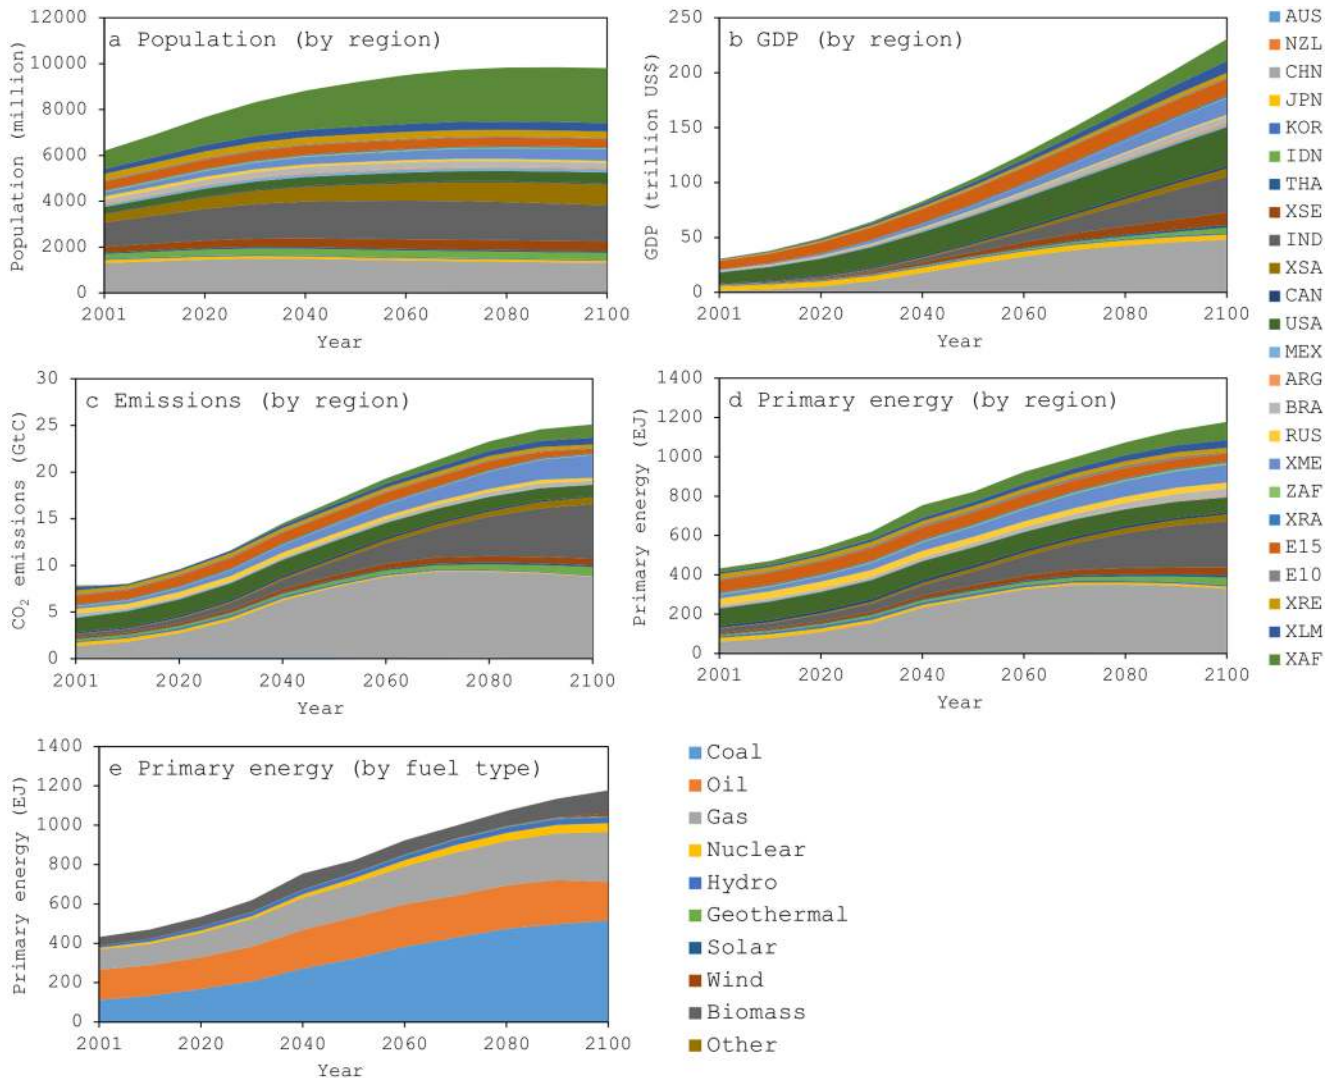 a Population (by region)
Population (million)
12000
10000
8000
6000
4000
2000
0
2001 2020 2040 2060 2080 2100
Year
b GDP (by region)
GDP (trillion US$)
250
200
150
100
50
0
2001 2020 2040 2060 2080 2100
Year
c Emissions (by region)
CO2 emissions (GtC)
30
25
20
15
10
5
0
2001 2020 2040 2060 2080 2100
Year
d Primary energy (by region)
Primary energy (EJ)
1400
1200
1000
800
600
400
200
0
2001 2020 2040 2060 2080 2100
Year
AUS
NZL
CHN
JPN
KOR
IDN
THA
XSE
IND
XSA
CAN
USA
MEX
ARG
BRA
RUS
XME
ZAF
XRA
E15
E10
XRE
XLM
XAF
e Primary energy (by fuel type)
Primary energy (EJ)
1400
1200
1000
800
600
400
200
0
2001 2020 2040 2060 2080 2100
Year
Coal
Oil
Gas
Nuclear
Hydro
Geothermal
Solar
Wind
Biomass
Other